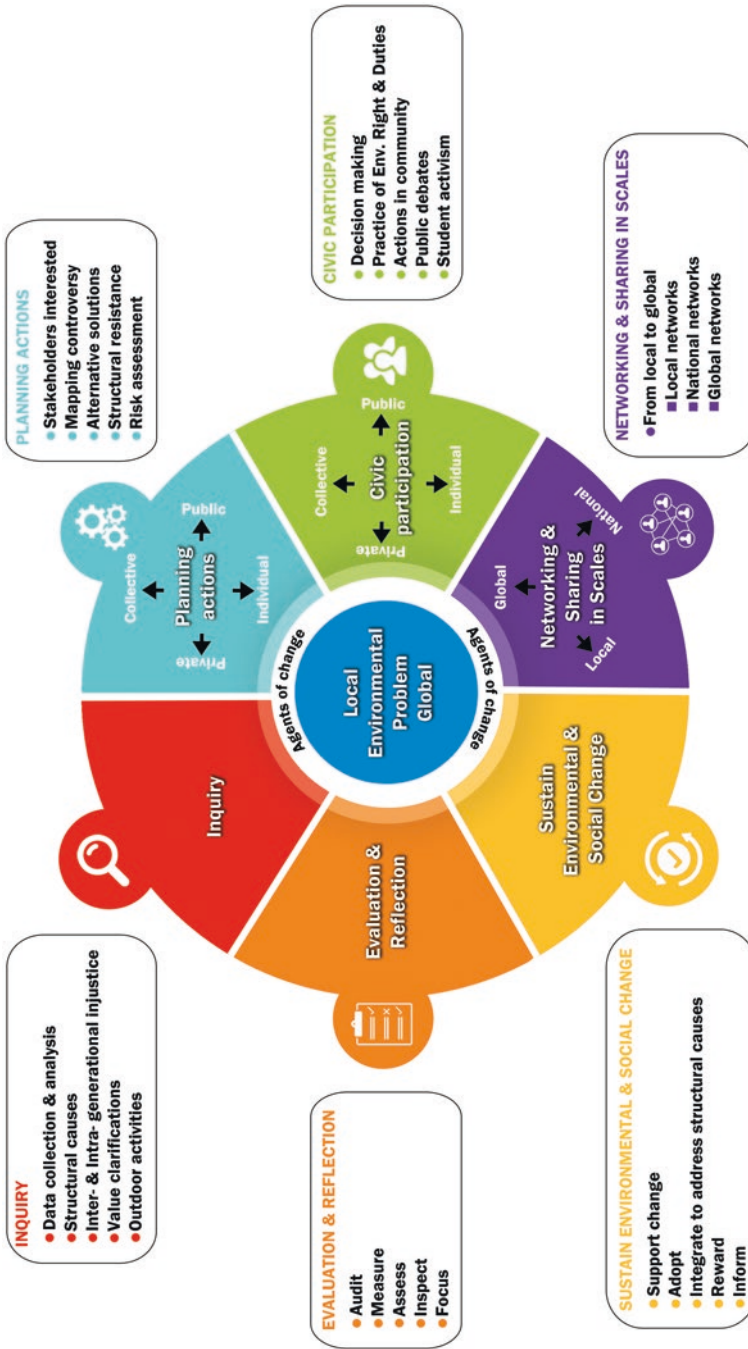 INQUIRY
● Data collection & analysis
● Structural causes
● Inter- & Intra- generational injustice
● Value clarifications
● Outdoor activities
PLANNING ACTIONS
● Stakeholders interested
● Mapping controversy
● Alternative solutions
● Structural resistance
● Risk assessment
EVALUATION & REFLECTION
● Audit
● Measure
● Assess
● Inspect
● Focus
CIVIC PARTICIPATION
● Decision making
● Practice of Env. Right & Duties
● Actions in community
● Public debates
● Student activism
SUSTAIN ENVIRONMENTAL & SOCIAL CHANGE
● Support change
● Adopt
● Integrate to address structural causes
● Reward
● Inform
NETWORKING & SHARING IN SCALES
● From local to global
■ Local networks
■ National networks
■ Global networks
Inquiry
Collective
Private
Planning
actions
Public
Individual
Evaluation &
Reflection
Agents of change
Local
Environmental
Problem
Global
Agents of change
Collective
Private
Civic
participation
Public
Individual
Sustain
Environmental &
Social Change
Global
Networking &
Sharing
in Scales
Local
National